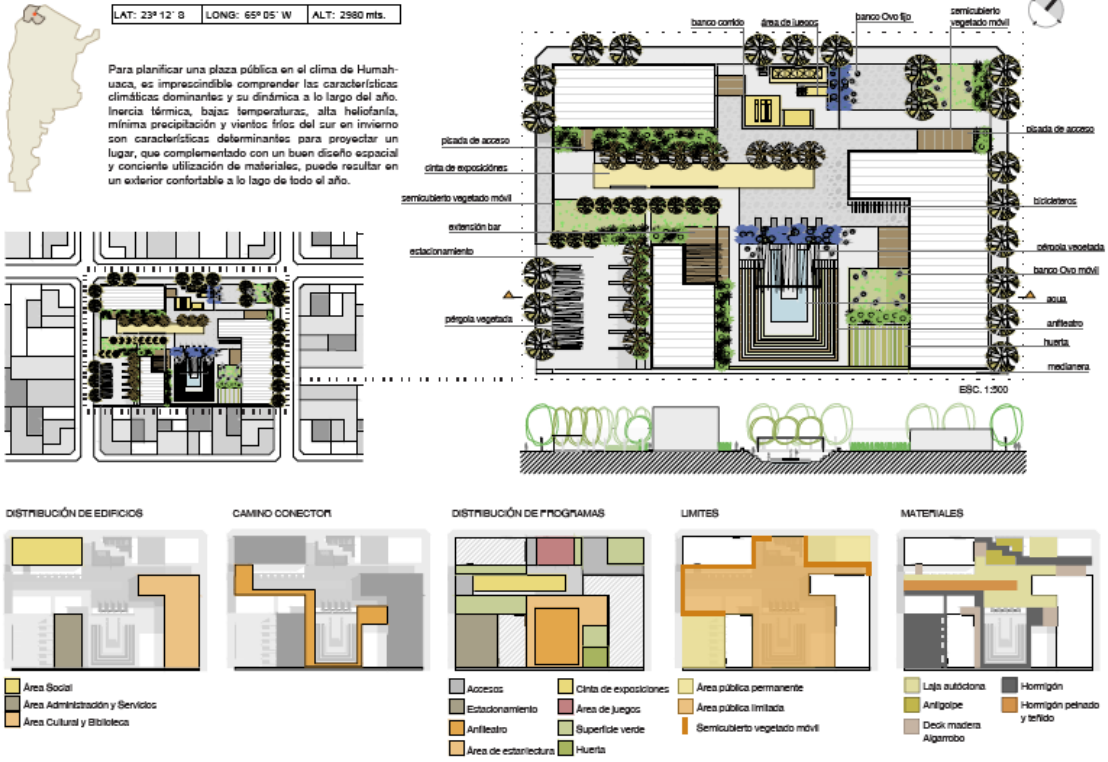 LAT: 23º 12´ S
LONG: 65º 05´ W
ALT: 2980 mts.
Para planificar una plaza pública en el clima de Humah-
uaca, es imprescindible comprender las características
climáticas dominantes y su dinámica a lo largo del año.
Inercia térmica, bajas temperaturas, alta heliofanía,
mínima precipitación y vientos fríos del sur en invierno
son características determinantes para proyectar un
lugar, que complementado con un buen diseño espacial
y conciente utilización de materiales, puede resultar en
un exterior confortable a lo lago de todo el año.
banco corrido
área de juegos
banco Ovo fijo
semicubierto
vegetado móvil
pisada de acceso
cinta de exposiciónes
semicubierto vegetado móvil
extensión bar
estacionamiento
pérgola vegetada
pisada de acceso
bicicleteros
pérgola vegetada
banco Ovo móvil
agua
anfiteatro
huerta
medianera
ESC. 1:500
DISTRIBUCIÓN DE EDIFICIOS
Área Social
Área Administración y Servicios
Área Cultural y Biblioteca
CAMINO CONECTOR
DISTRIBUCIÓN DE PROGRAMAS
Accesos
Estacionamiento
Anfiteatro
Área de estar/lectura
Cinta de exposiciones
Área de juegos
Superficie verde
Huerta
LIMITES
Área pública permanente
Área pública limitada
Semicubierto vegetado móvil
MATERIALES
Laja autóctona
Antigolpe
Deck madera
Algarrobo
Hormigón
Hormigón peinado
y teñido